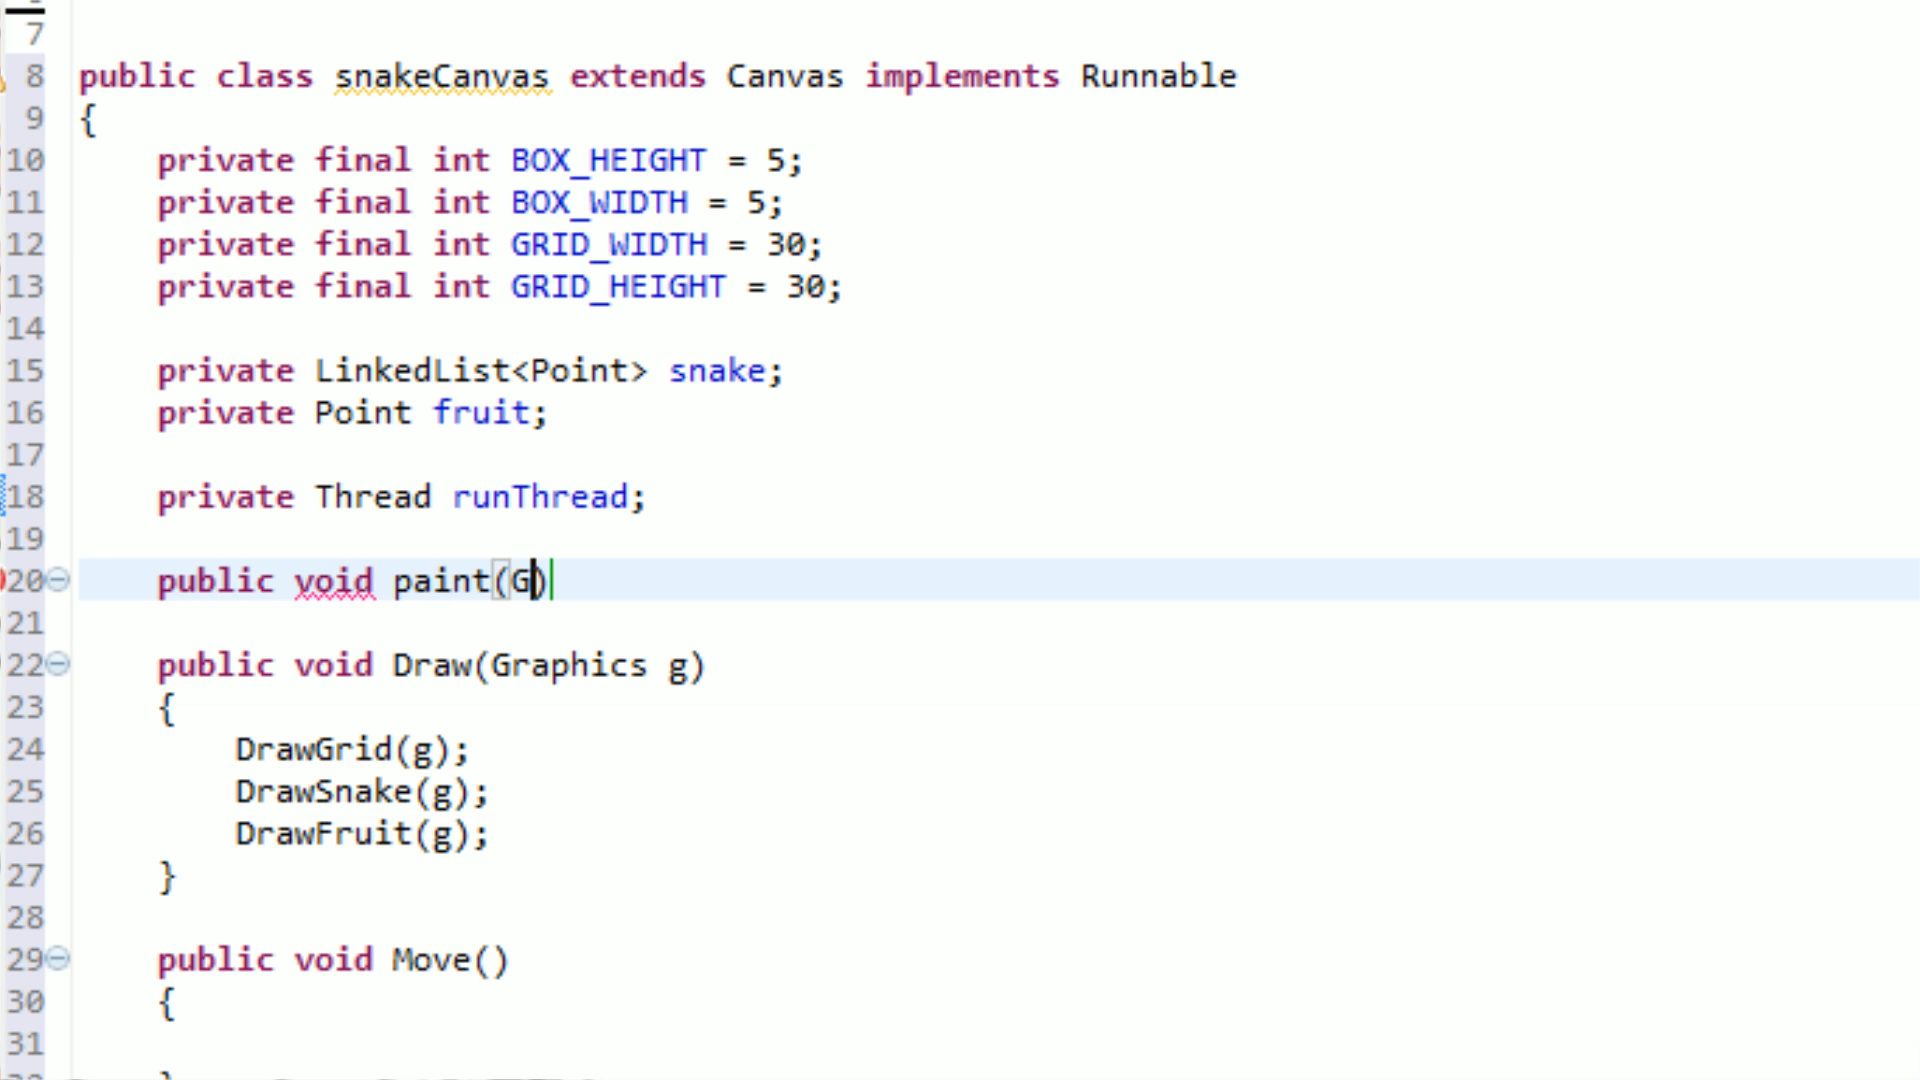 7
8 public class snakeCanvas extends Canvas implements Runnable
9 {
10 private final int BOX_HEIGHT = 5;
11 private final int BOX_WIDTH = 5;
12 private final int GRID_WIDTH = 30;
13 private final int GRID_HEIGHT = 30;
14
15 private LinkedList<Point> snake;
16 private Point fruit;
17
18 private Thread runThread;
19
20 public void paint(G)
21
22 public void Draw(Graphics g)
23 {
24 DrawGrid(g);
25 DrawSnake(g);
26 DrawFruit(g);
27 }
28
29 public void Move()
30 {
31